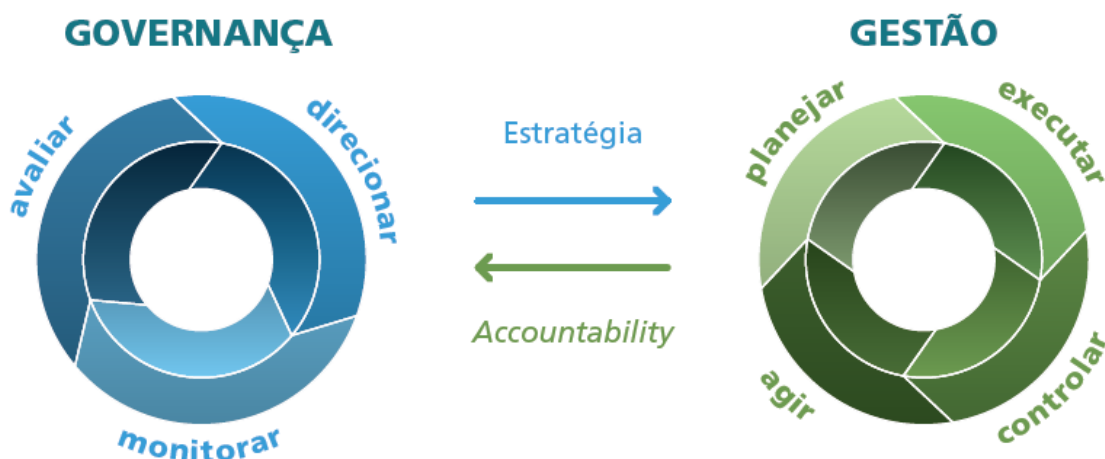 GOVERNANÇA
GESTÃO
avaliar
direcionar
monitorar
Estratégia
Accountability
planejar
executar
controlar
agir